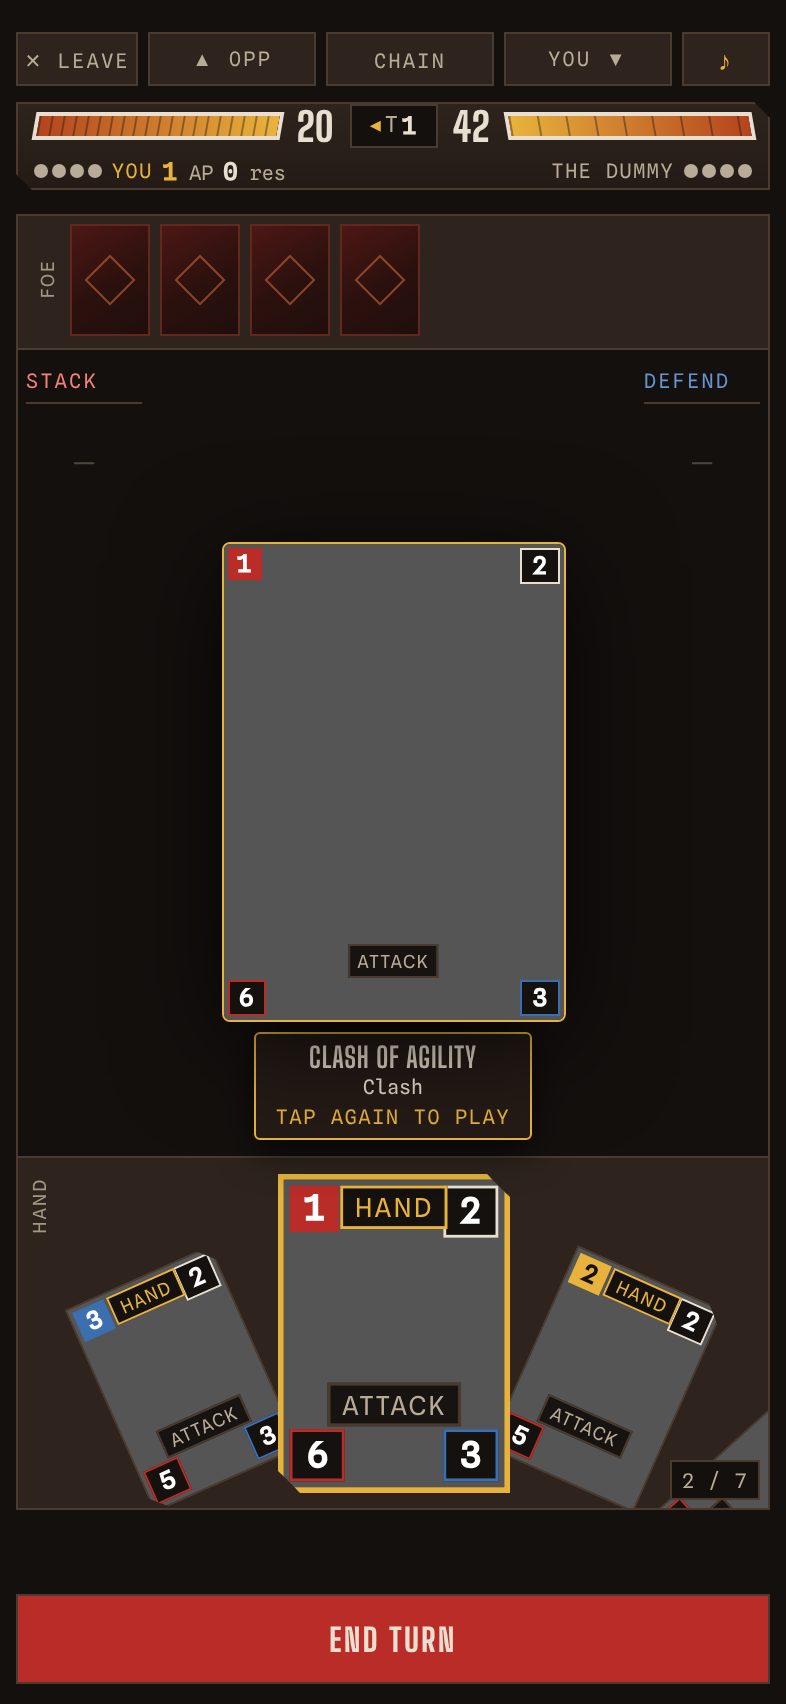 × LEAVE
▲ OPP
CHAIN
YOU ▼
♪
20
◂T1
42
YOU 1 AP 0 res
THE DUMMY
FOE
STACK
DEFEND
—
—
1
2
ATTACK
6
3
CLASH OF AGILITY
Clash
TAP AGAIN TO PLAY
HAND
3 HAND 2
ATTACK
5
3
1 HAND 2
ATTACK
6
3
2 HAND 2
ATTACK
5
2 / 7
END TURN